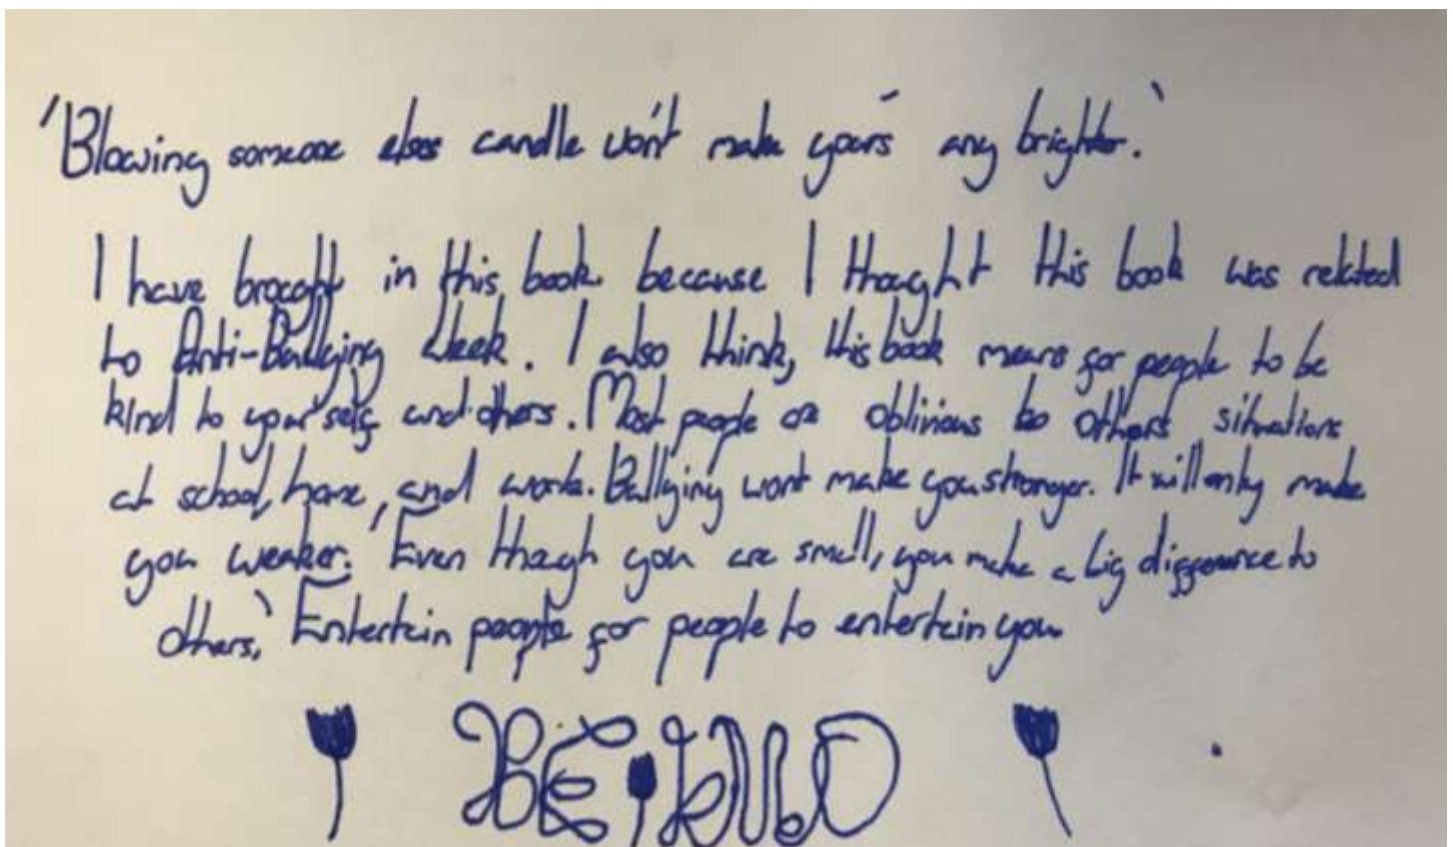 'Blowing someone elses candle won't make yours any brighter.'
I have brought in this book because I thought this book was related
to Anti-Bullying Week. I also think, this book means for people to be
kind to your self, and others. Most people are oblivious to others situations
at school, home, and work. Bullying wont make you stronger. It will only make
you weaker. 'Even though you are small, you make a big difference to
others.' Entertain people for people to entertain you.
BE KIND